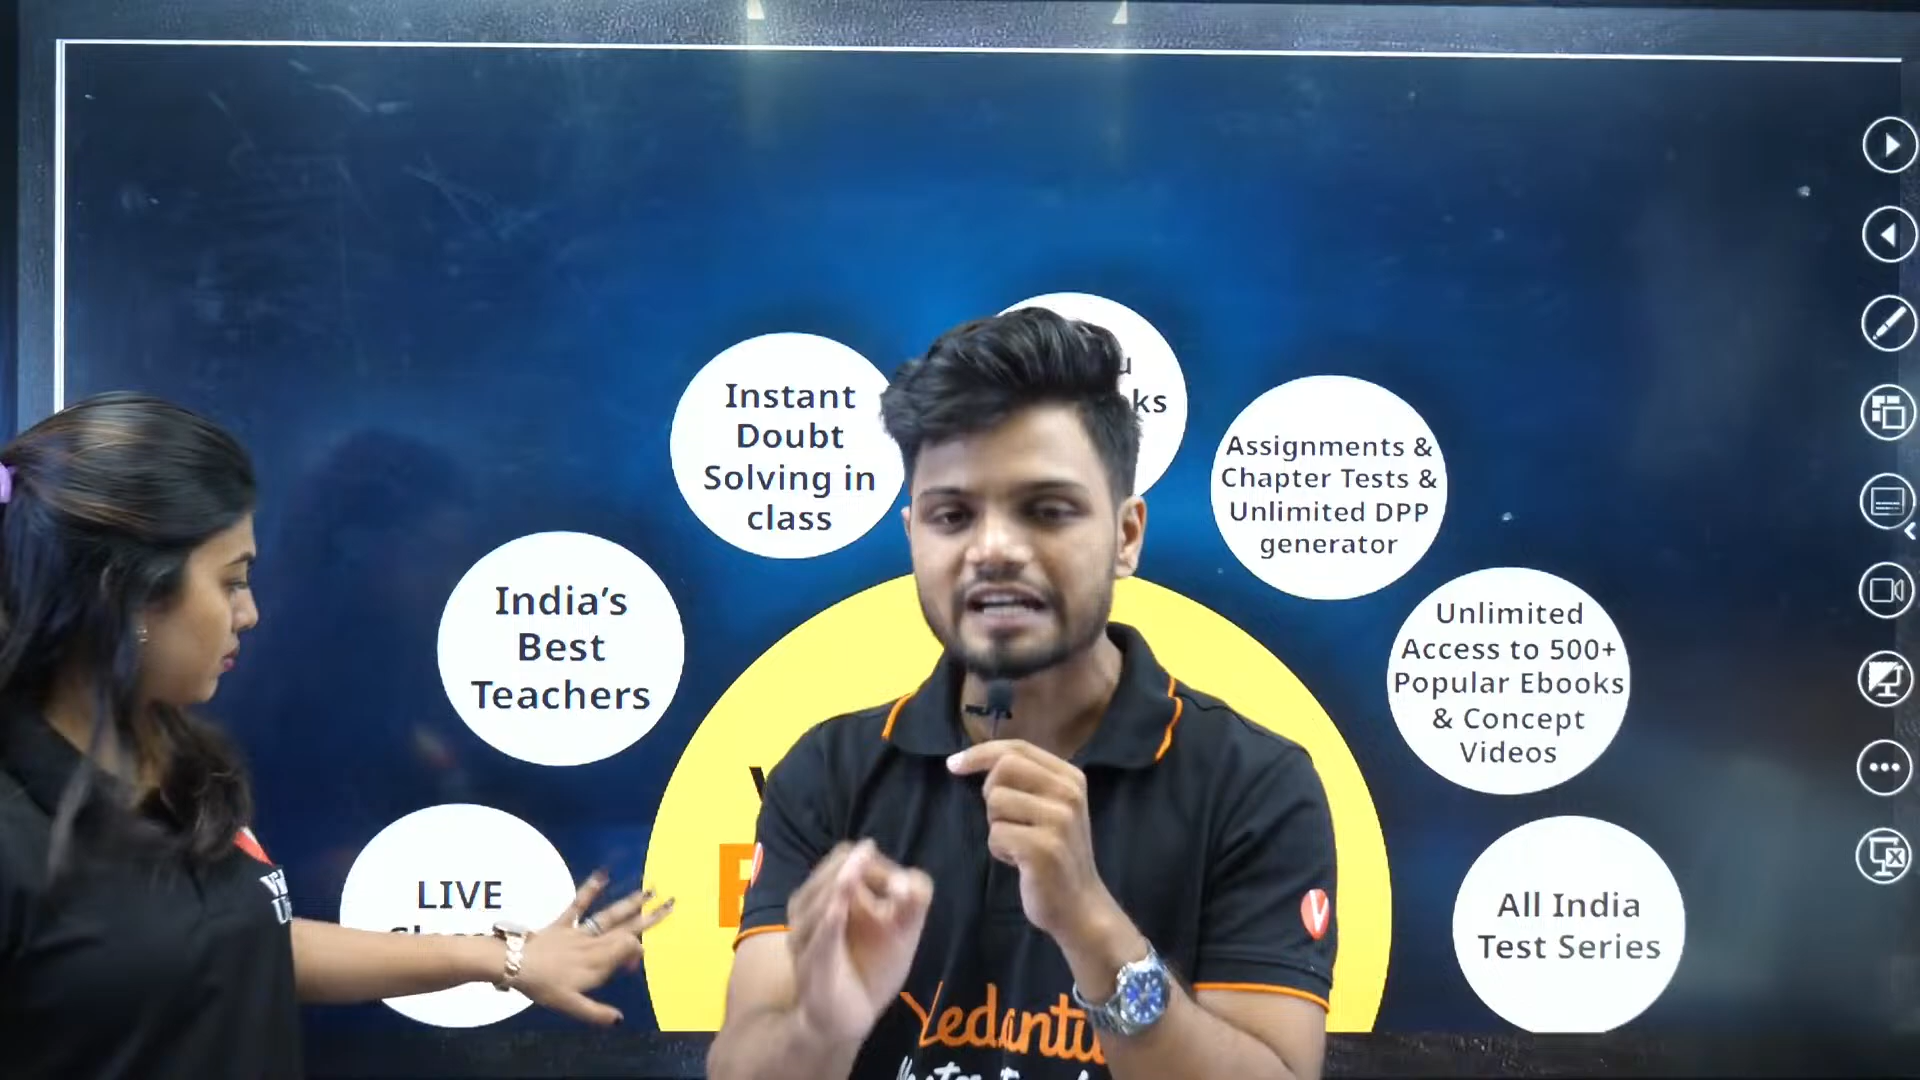 Instant
Doubt
Solving in
class
Assignments &
Chapter Tests &
Unlimited DPP
generator
India's
Best
Teachers
Unlimited
Access to 500+
Popular Ebooks
& Concept
Videos
LIVE
All India
Test Series
Vedantu